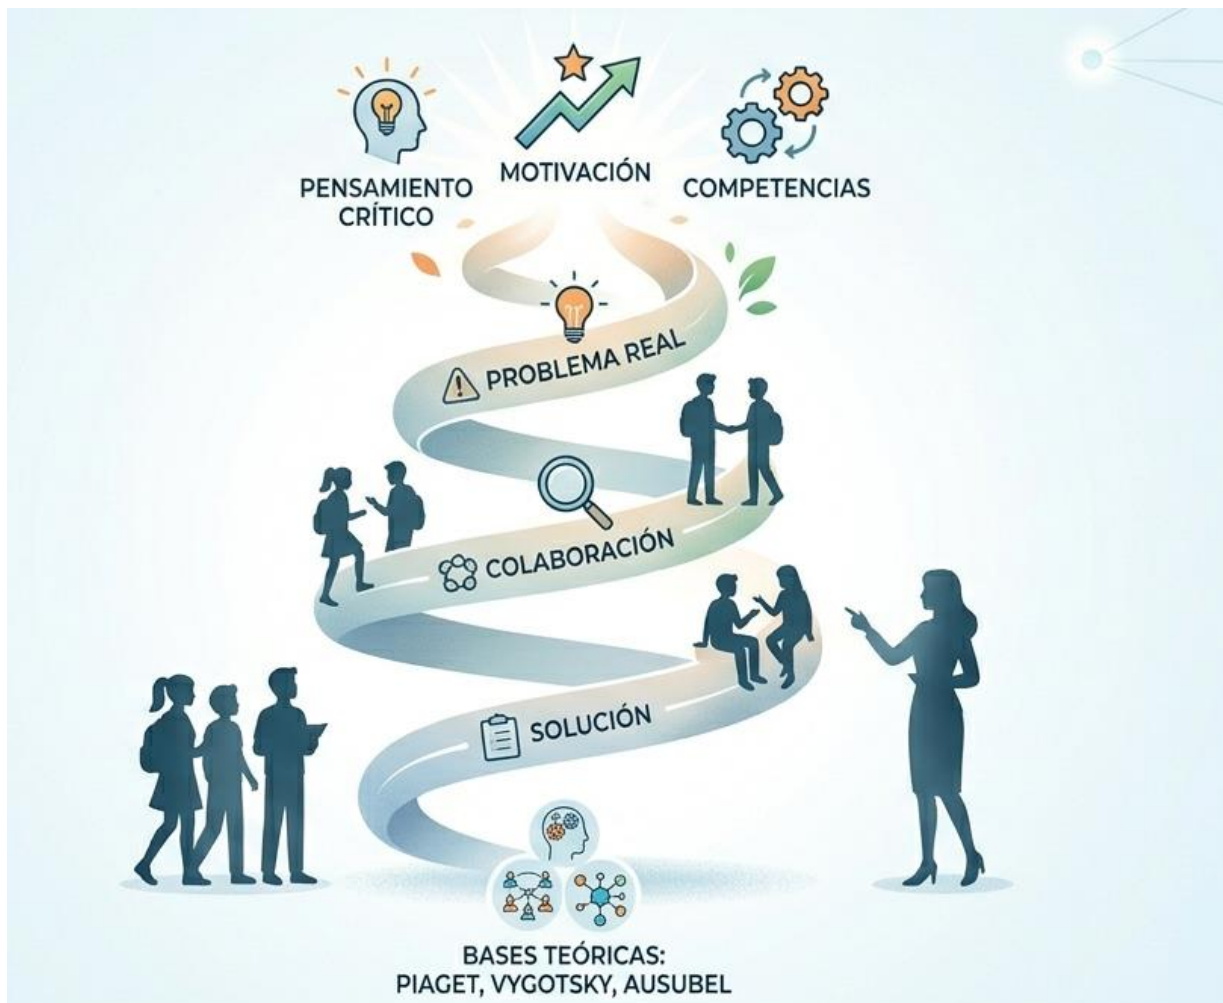 PENSAMIENTO
CRÍTICO
MOTIVACIÓN
COMPETENCIAS
PROBLEMA REAL
COLABORACIÓN
SOLUCIÓN
BASES TEÓRICAS:
PIAGET, VYGOTSKY, AUSUBEL